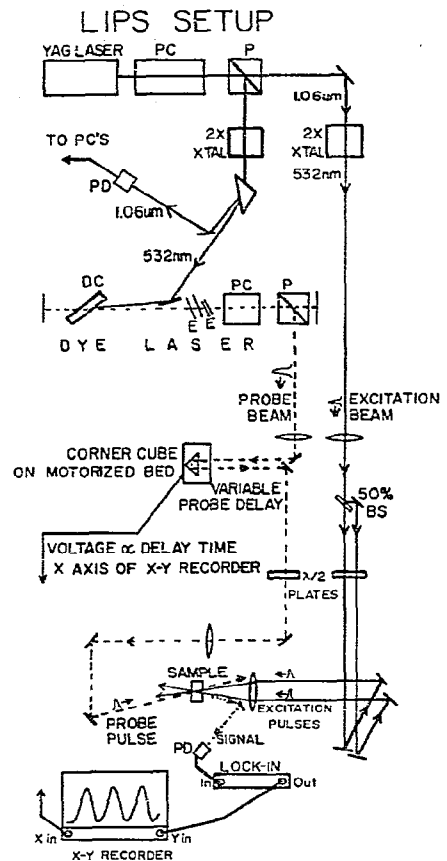 LIPS SETUP
YAG LASER
PC
P
1.06um
2X
XTAL
2X
XTAL
532nm
TO PC'S
PD
1.06um
532nm
DC
E
E
PC
P
DYE LASER
PROBE
BEAM
EXCITATION
BEAM
CORNER CUBE
ON MOTORIZED BED
VARIABLE
PROBE DELAY
50%
BS
VOLTAGE ∝ DELAY TIME
X AXIS OF X-Y RECORDER
λ/2
PLATES
SAMPLE
EXCITATION
PULSES
PROBE
PULSE
SIGNAL
PD
LOCK-IN
In
Out
X in
Y in
X-Y RECORDER